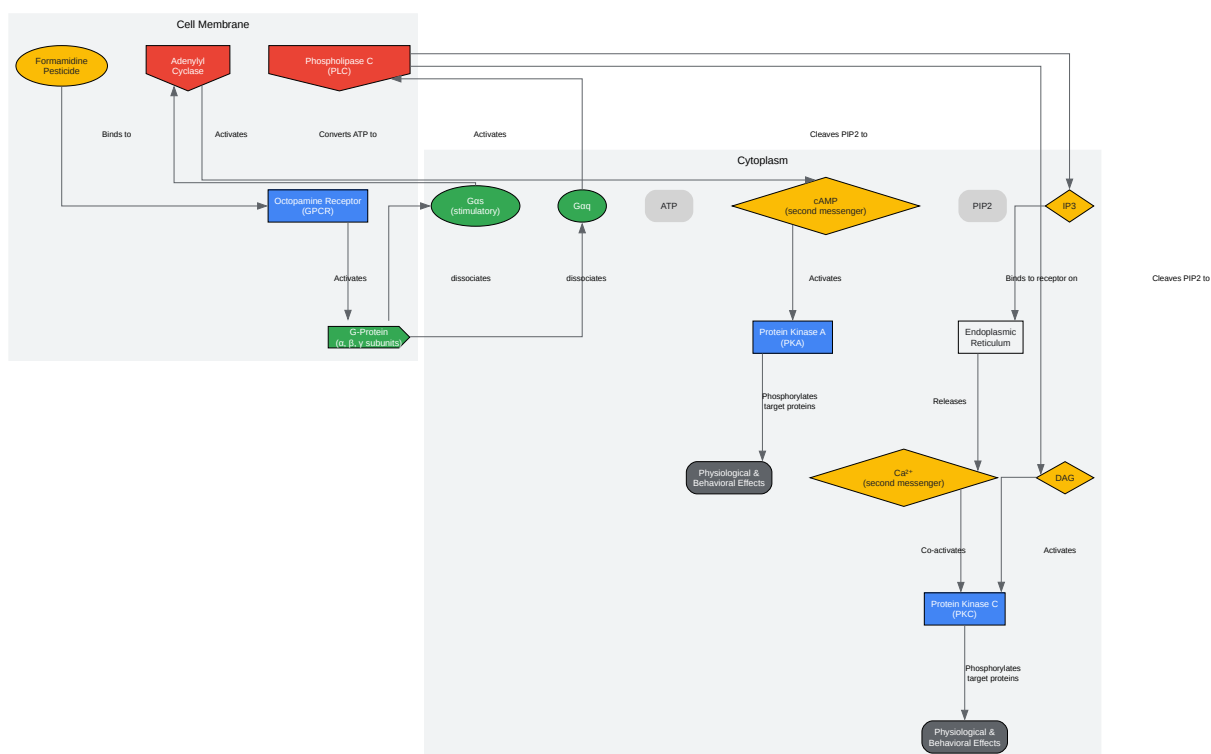 Cell Membrane
Formamidine
Pesticide
Adenylyl
Cyclase
Phospholipase C
(PLC)
Binds to
Activates
Converts ATP to
Activates
Cleaves PIP2 to
Cytoplasm
Octopamine Receptor
(GPCR)
Gαs
(stimulatory)
Gαq
ATP
cAMP
(second messenger)
PIP2
IP3
Activates
dissociates
dissociates
Activates
Binds to receptor on
Cleaves PIP2 to
G-Protein
(α, β, γ subunits)
Protein Kinase A
(PKA)
Endoplasmic
Reticulum
Phosphorylates
target proteins
Releases
Physiological &
Behavioral Effects
Ca²⁺
(second messenger)
DAG
Co-activates
Activates
Protein Kinase C
(PKC)
Phosphorylates
target proteins
Physiological &
Behavioral Effects